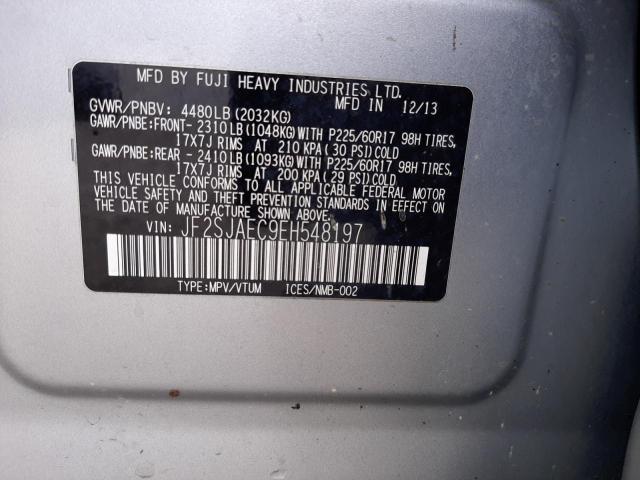 MFD BY FUJI HEAVY INDUSTRIES LTD.
MFD IN 12/13
GVWR/PNBV: 4480LB (2032KG)
GAWR/PNBE:FRONT- 2310LB (1048KG) WITH P225/60R17 98H TIRES,
17X7J RIMS AT 210 KPA ( 30 PSI) COLD
GAWR/PNBE:REAR - 2410LB (1093KG) WITH P225/60R17 98H TIRES,
17X7J RIMS AT 200 KPA ( 29 PSI) COLD
THIS VEHICLE CONFORMS TO ALL APPLICABLE FEDERAL MOTOR
VEHICLE SAFETY AND THEFT PREVENTION STANDARDS IN EFFECT
ON THE DATE OF MANUFACTURE SHOWN ABOVE.
VIN: JF2SJAEC9EH548197
TYPE:MPV/VTUM ICES/NMB-002